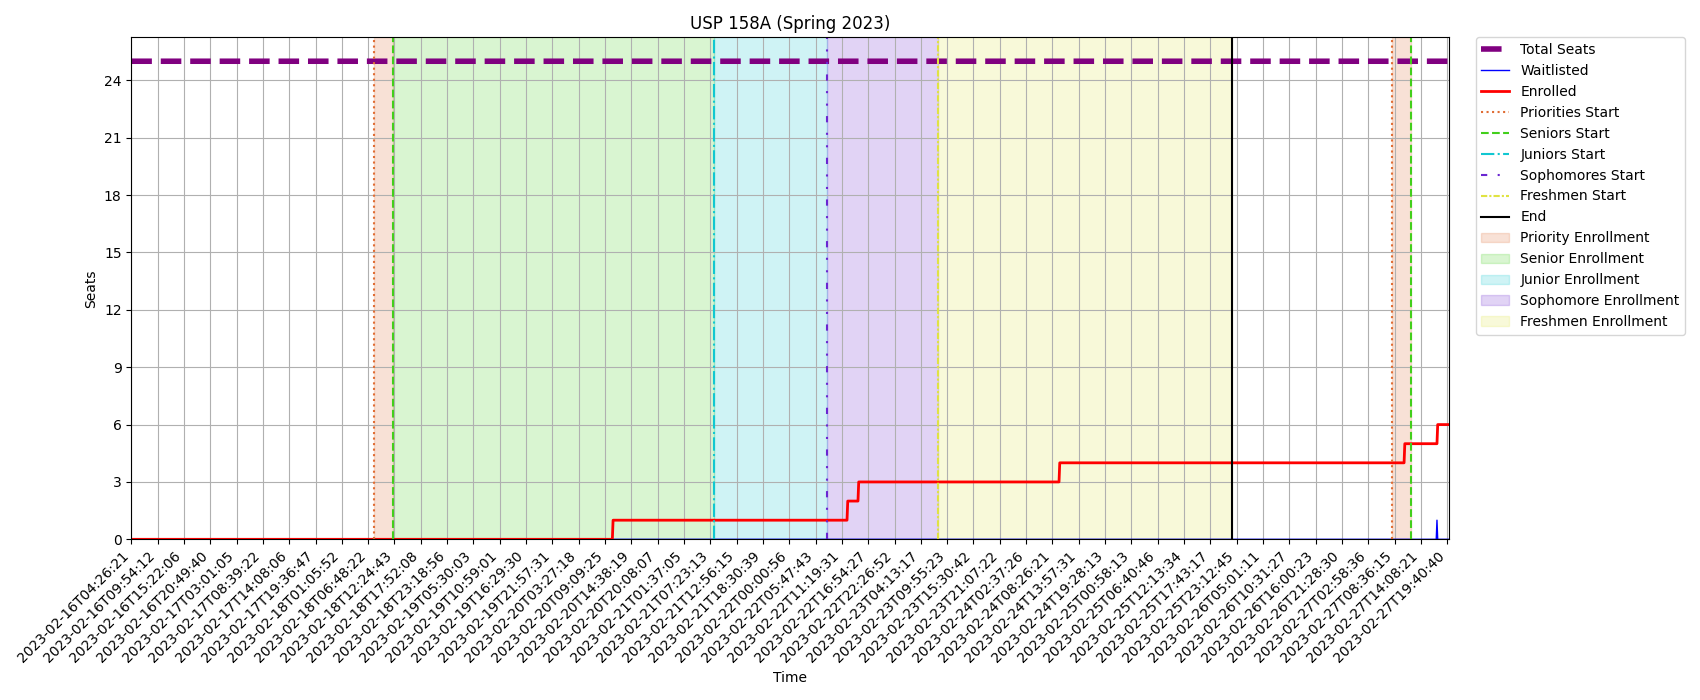 USP 158A (Spring 2023)
Seats
24
21
18
15
12
9
6
3
0
2023-02-16T04:26:21
2023-02-16T09:54:12
2023-02-16T15:22:06
2023-02-16T20:49:40
2023-02-17T03:01:05
2023-02-17T08:39:22
2023-02-17T14:08:06
2023-02-17T19:36:47
2023-02-18T01:05:52
2023-02-18T06:48:22
2023-02-18T12:24:43
2023-02-18T17:52:08
2023-02-18T23:18:56
2023-02-19T05:30:03
2023-02-19T10:59:01
2023-02-19T16:29:30
2023-02-19T21:57:31
2023-02-20T03:27:18
2023-02-20T09:09:25
2023-02-20T14:38:19
2023-02-20T20:08:07
2023-02-21T01:37:05
2023-02-21T07:23:13
2023-02-21T12:56:15
2023-02-21T18:30:39
2023-02-22T00:00:56
2023-02-22T05:47:43
2023-02-22T11:19:31
2023-02-22T16:54:27
2023-02-22T22:26:52
2023-02-23T04:13:17
2023-02-23T09:55:23
2023-02-23T15:30:42
2023-02-23T21:07:22
2023-02-24T02:37:26
2023-02-24T08:26:21
2023-02-24T13:57:31
2023-02-24T19:28:13
2023-02-25T00:58:13
2023-02-25T06:40:46
2023-02-25T12:13:34
2023-02-25T17:43:17
2023-02-25T23:12:45
2023-02-26T05:01:11
2023-02-26T10:31:27
2023-02-26T16:00:23
2023-02-26T21:28:30
2023-02-27T02:58:36
2023-02-27T08:36:15
2023-02-27T14:08:21
2023-02-27T19:40:40
Time
Total Seats
Waitlisted
Enrolled
Priorities Start
Seniors Start
Juniors Start
Sophomores Start
Freshmen Start
End
Priority Enrollment
Senior Enrollment
Junior Enrollment
Sophomore Enrollment
Freshmen Enrollment